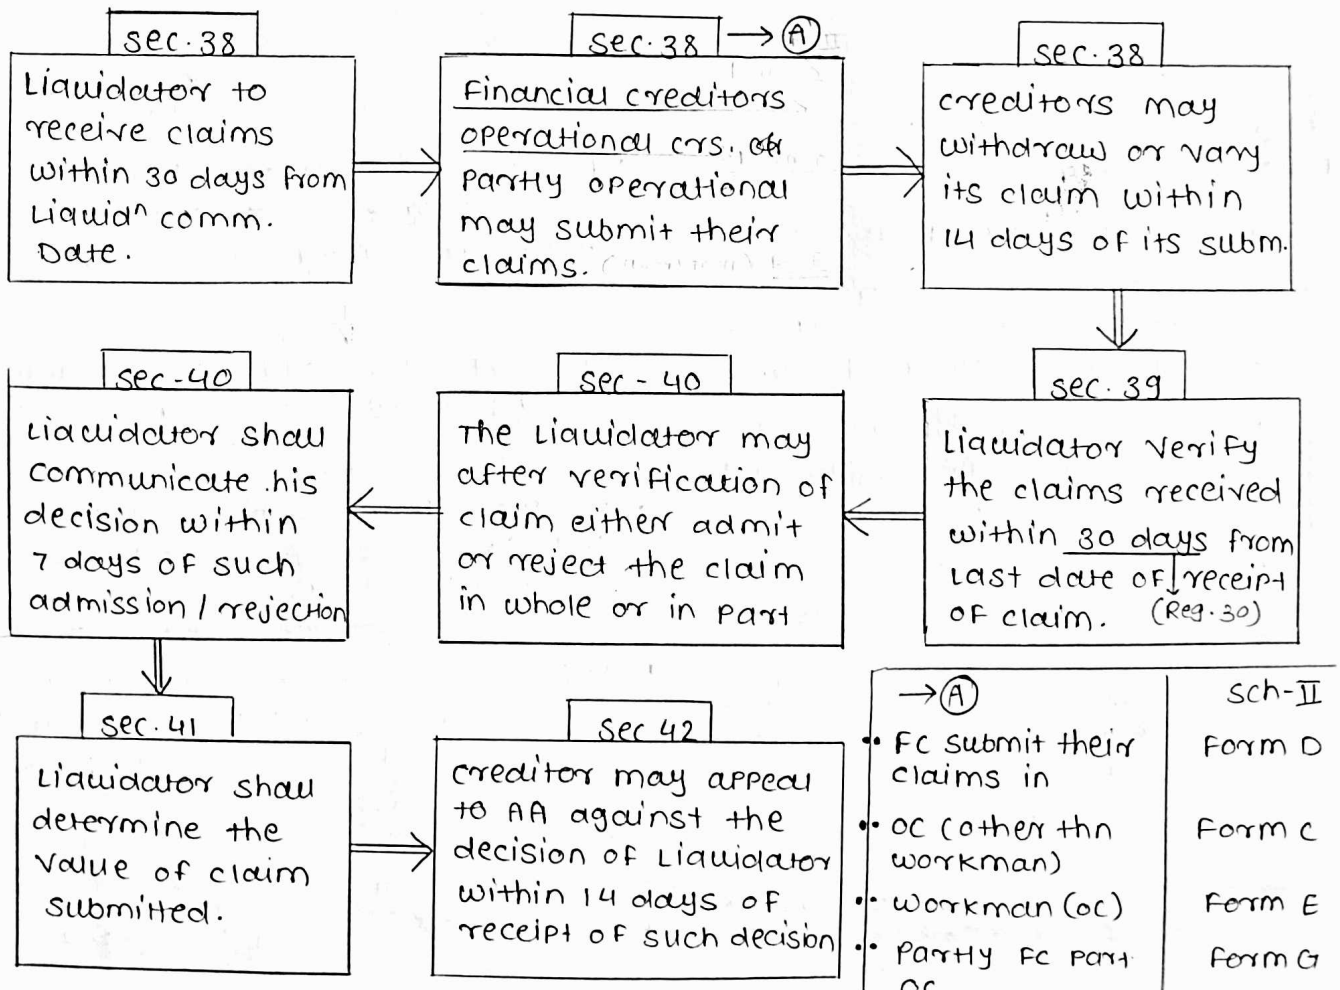 Sec. 38
Liquidator to
receive claims
within 30 days from
Liquidⁿ comm.
Date.
Sec. 38 → A
Financial creditors
operational crs. or
Partly operational
may submit their
claims.
Sec. 38
creditors may
withdraw or vary
its claim within
14 days of its subm.
Sec. 39
Liquidator verify
the claims received
within 30 days from
Last date of receipt
of claim. (Reg. 30)
Sec - 40
The Liquidator may
after verification of
claim either admit
or reject the claim
in whole or in Part
Sec - 40
Liquidator shall
communicate his
decision within
7 days of such
admission / rejection
Sec. 41
Liquidator shall
determine the
value of claim
submitted.
Sec 42
creditor may appeal
to AA against the
decision of Liquidator
within 14 days of
receipt of such decision
→ A Sch-II
FC submit their Form D
claims in
OC (other thn Form C
workman)
workman (OC) Form E
Partly FC Part Form G
OC